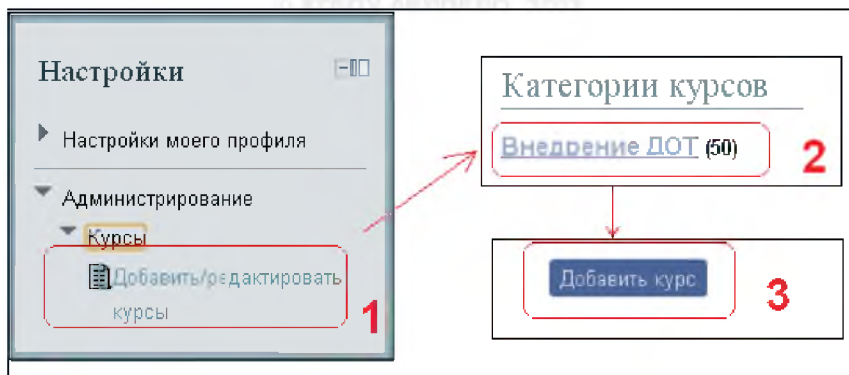 Настройки
Настройки моего профиля
Администрирование
Курсы
Добавить/редактировать
курсы
1
Категории курсов
Внедрение ДОТ (50)
2
Добавить курс
3